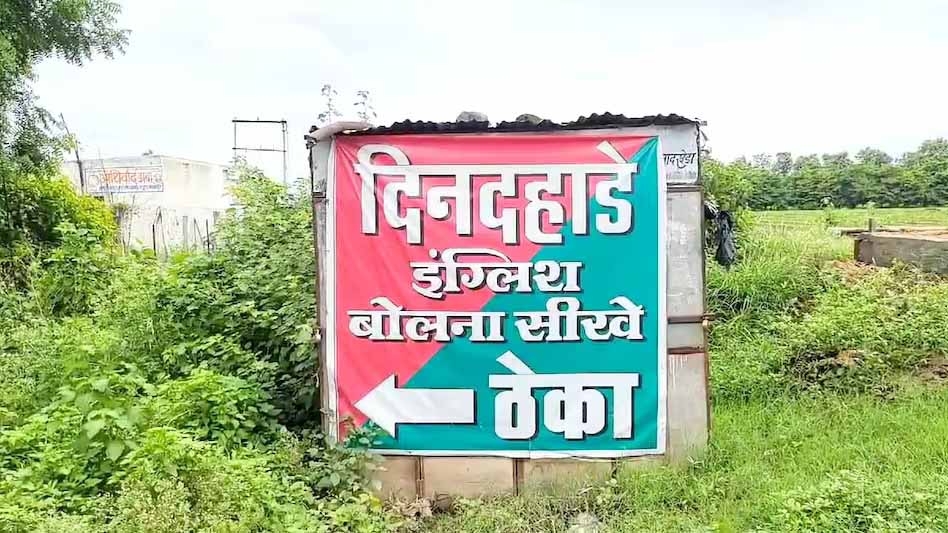 दिनदहाडे
इंग्लिश
बोलना सीखे
ठेका